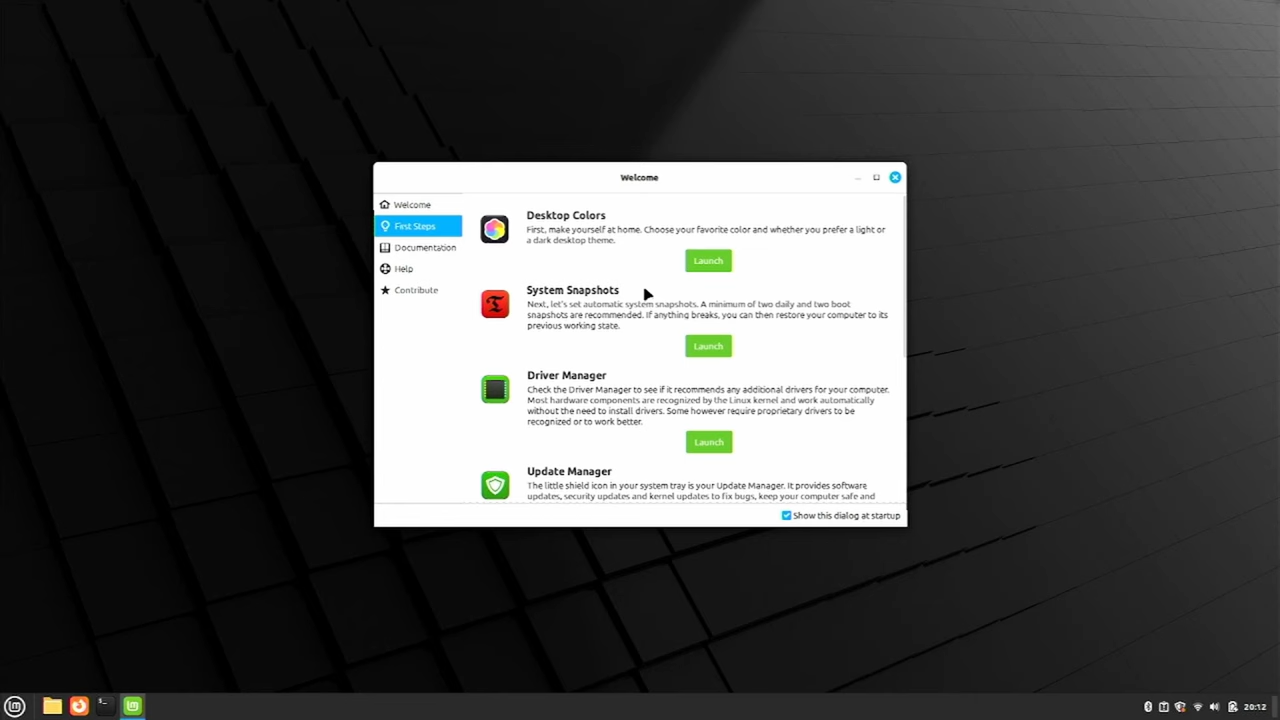 Welcome
Welcome
First Steps
Documentation
Help
Contribute
Desktop Colors
First, make yourself at home. Choose your favorite color and whether you prefer a light or
a dark desktop theme.
Launch
System Snapshots
Next, let's set automatic system snapshots. A minimum of two daily and two boot
snapshots are recommended. If anything breaks, you can then restore your computer to its
previous working state.
Launch
Driver Manager
Check the Driver Manager to see if it recommends any additional drivers for your computer.
Most hardware components are recognized by the Linux kernel and work automatically
without the need to install drivers. Some however require proprietary drivers to be
recognized or to work better.
Launch
Update Manager
The little shield icon in your system tray is your Update Manager. It provides software
updates, security updates and kernel updates to fix bugs, keep your computer safe and
Show this dialog at startup
20:12